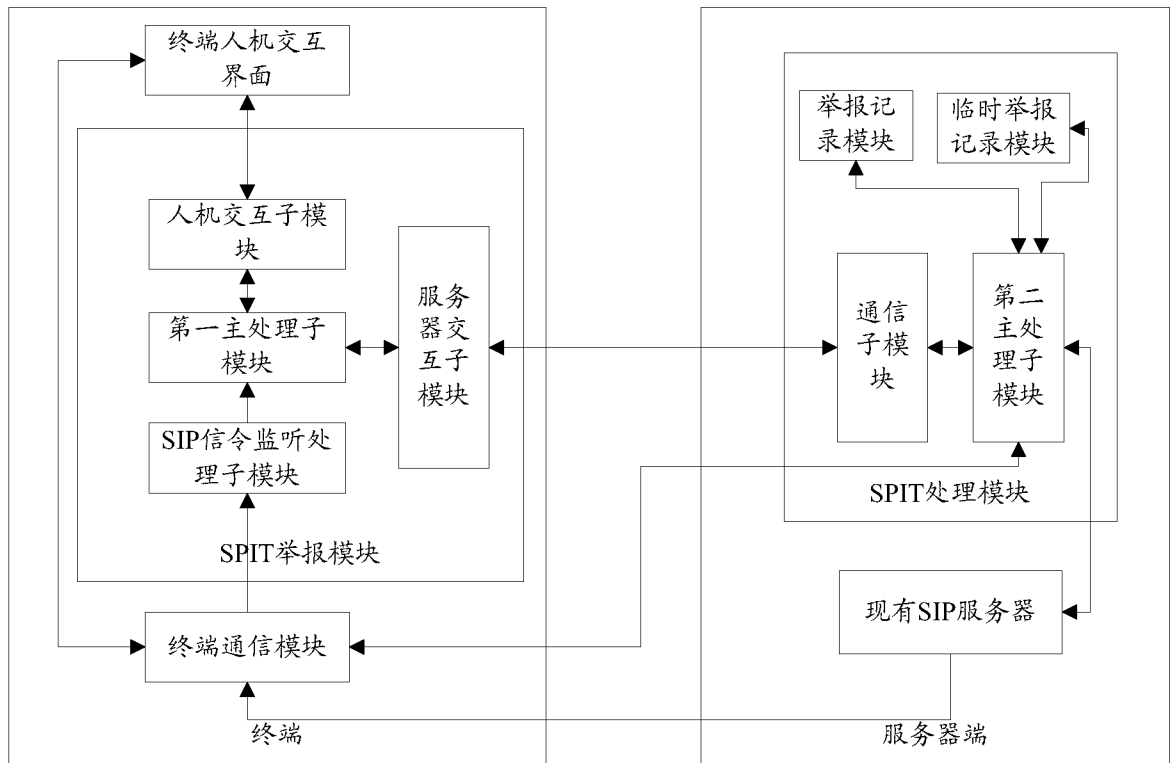 终端人机交互
界面
人机交互子模
块
第一主处理子
模块
服务
器交
互子
模块
SIP信令监听处
理子模块
SPIT举报模块
终端通信模块
终端
举报记
录模块
临时举报
记录模块
通信
子模
块
第二
主处
理子
模块
SPIT处理模块
现有SIP服务器
服务器端